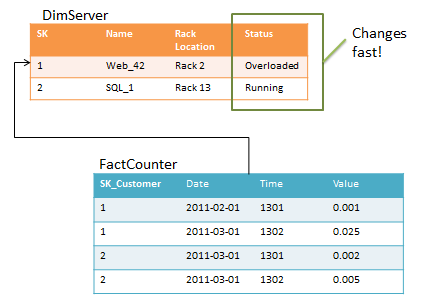 DimServer
SK Name Rack Location Status
1 Web_42 Rack 2 Overloaded
2 SQL_1 Rack 13 Running
Changes fast!
FactCounter
SK_Customer Date Time Value
1 2011-02-01 1301 0.001
1 2011-03-01 1302 0.025
2 2011-03-01 1301 0.002
2 2011-03-01 1302 0.005